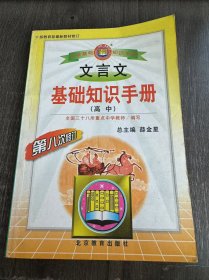 文言文
基础知识手册
(高中)
全国三十八所重点中学教师 编写
总主编 薛金星
第八次修订
北京教育出版社